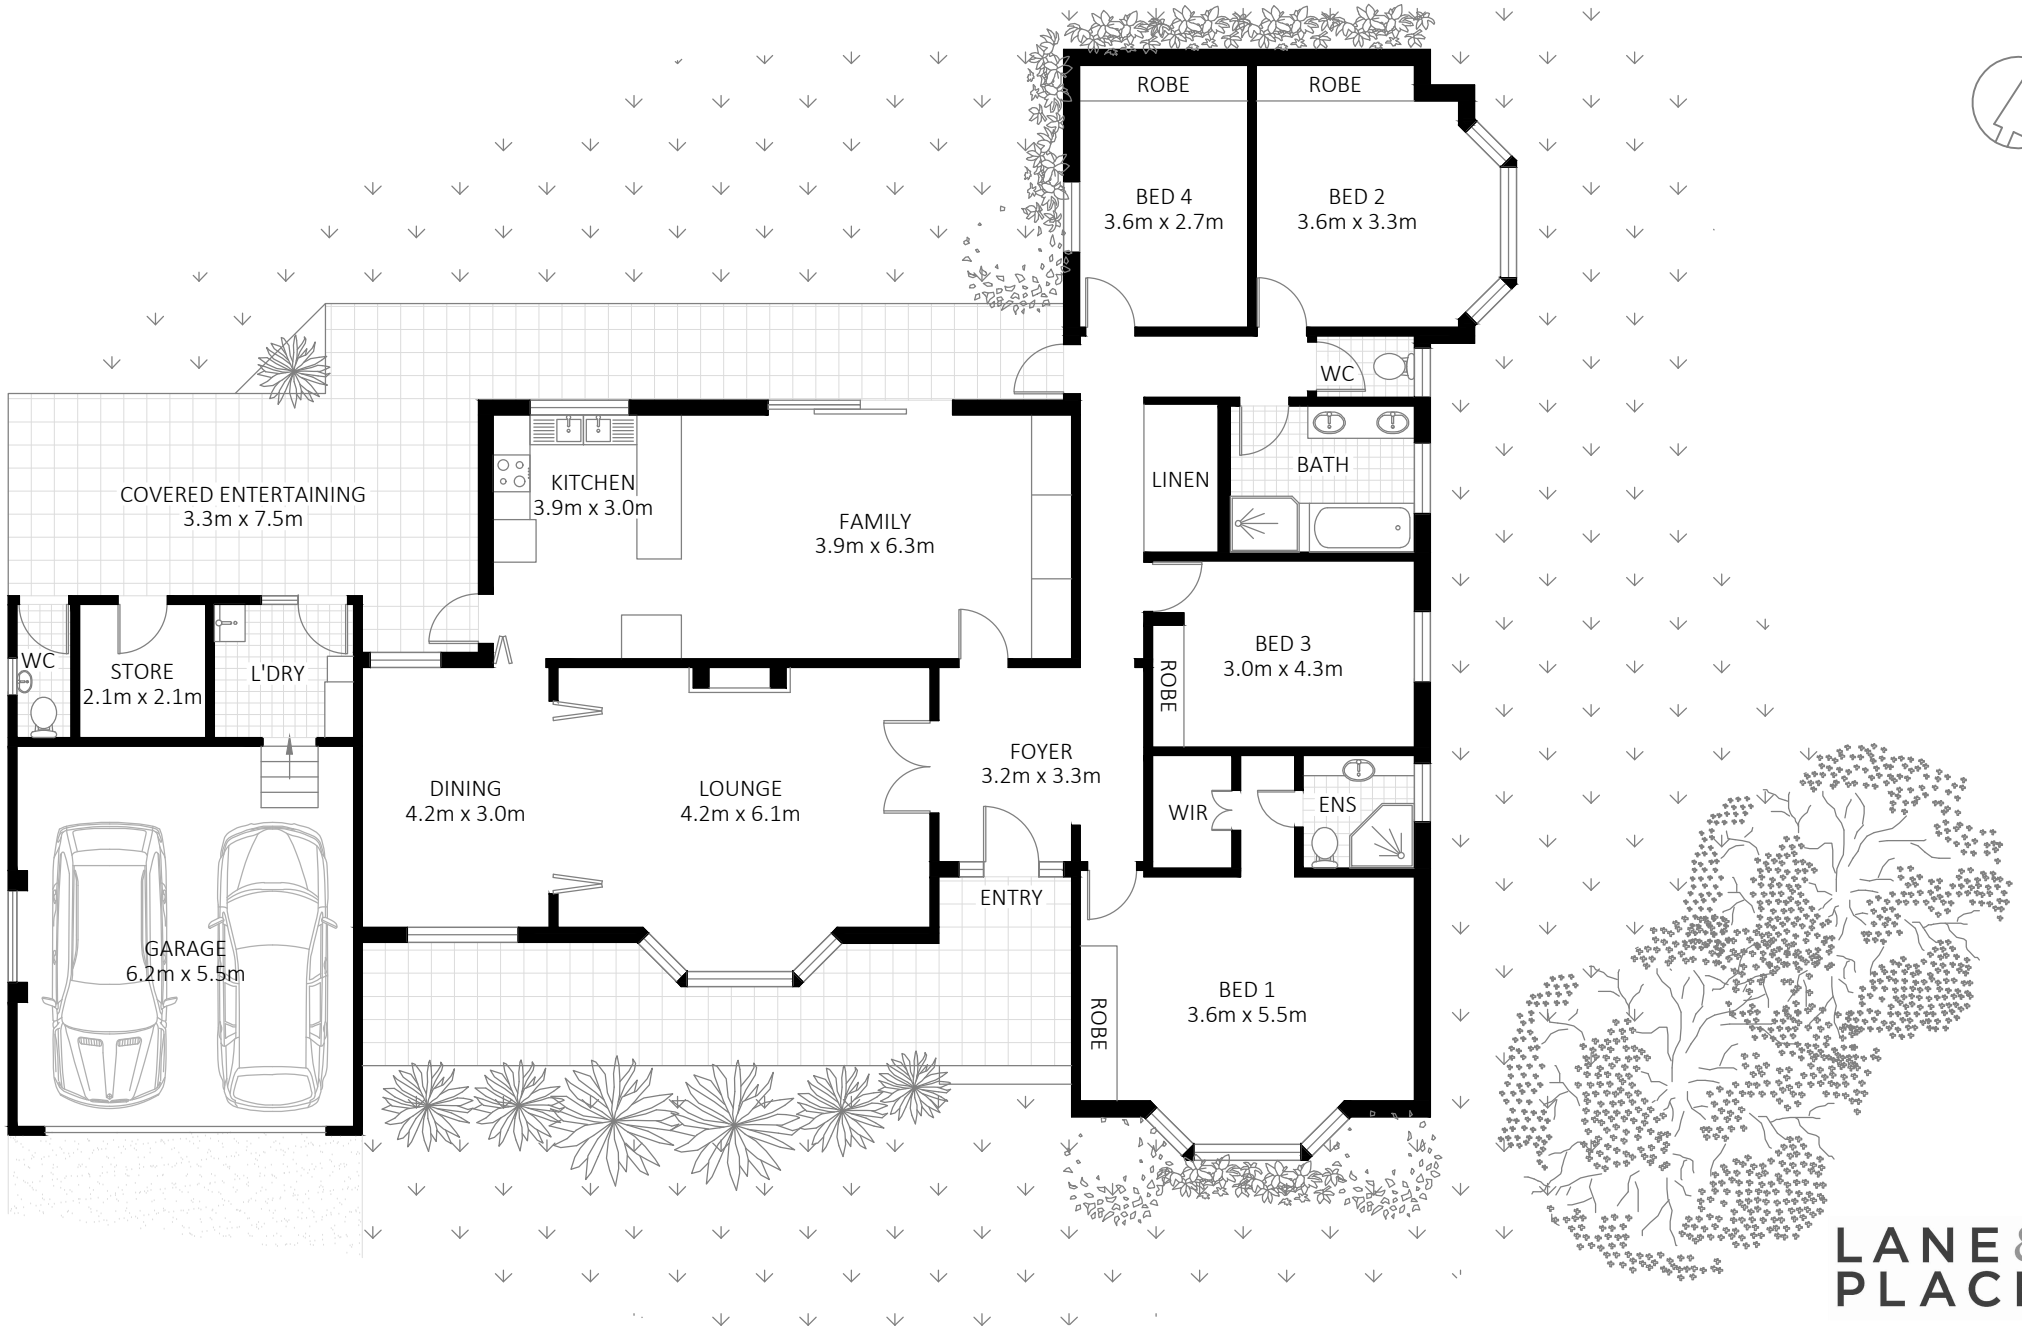 ROBE
ROBE
BED 4
3.6m x 2.7m
BED 2
3.6m x 3.3m
WC
LINEN
BATH
KITCHEN
3.9m x 3.0m
COVERED ENTERTAINING
3.3m x 7.5m
FAMILY
3.9m x 6.3m
WC
STORE
2.1m x 2.1m
L'DRY
BED 3
3.0m x 4.3m
ROBE
FOYER
3.2m x 3.3m
DINING
4.2m x 3.0m
LOUNGE
4.2m x 6.1m
WIR
ENS
ENTRY
GARAGE
6.2m x 5.5m
BED 1
3.6m x 5.5m
ROBE
LANE
PLACE